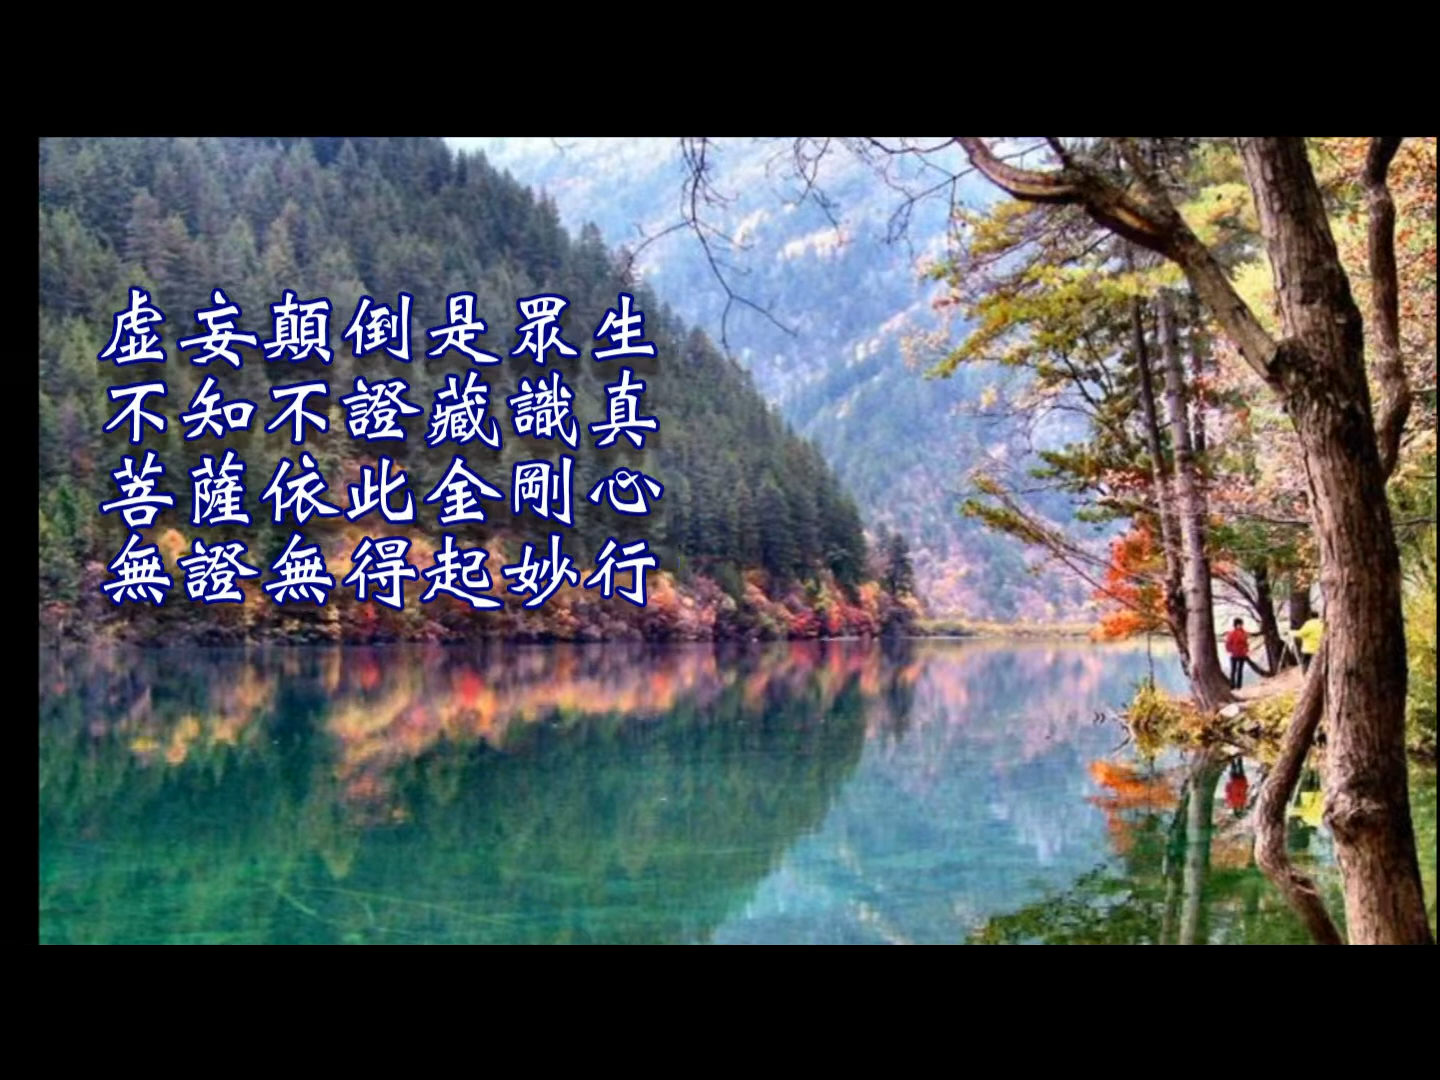 虛妄顛倒是眾生
不知不證藏識真
菩薩依此金剛心
無證無得起妙行